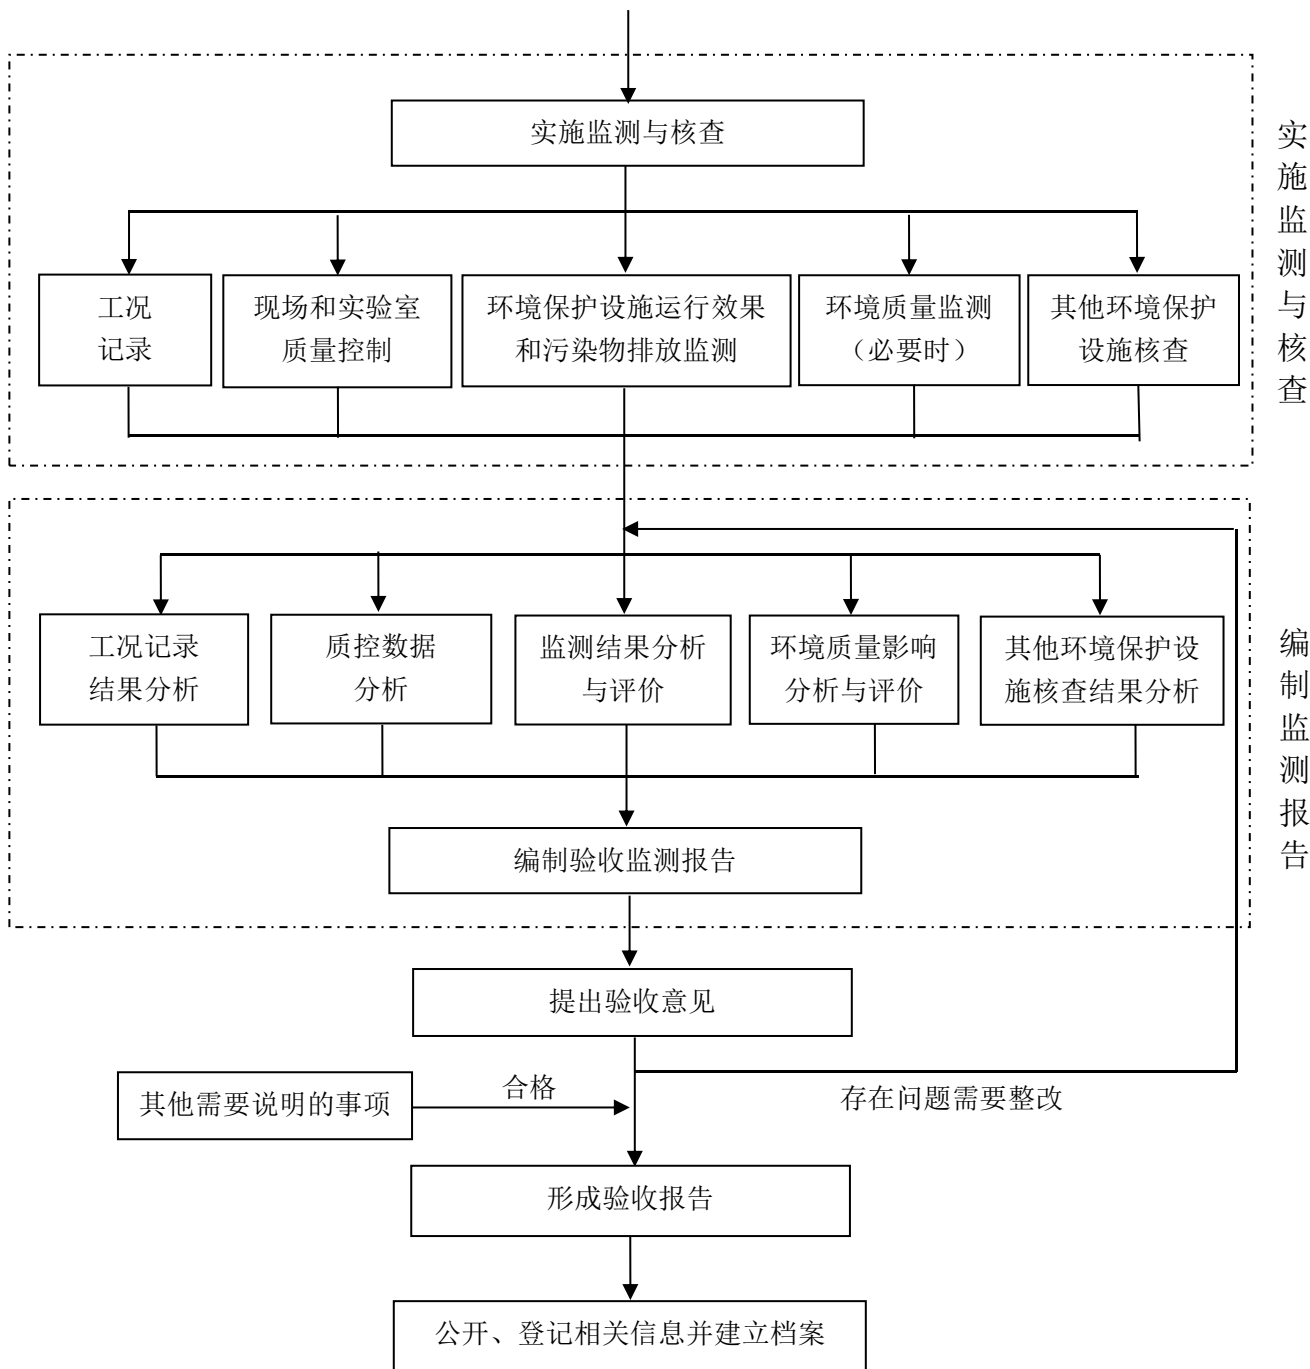 实施监测与核查
实施监测与核查
工况
记录
现场和实验室
质量控制
环境保护设施运行效果
和污染物排放监测
环境质量监测
（必要时）
其他环境保护
设施核查
编制监测报告
工况记录
结果分析
质控数据
分析
监测结果分析
与评价
环境质量影响
分析与评价
其他环境保护设
施核查结果分析
编制验收监测报告
提出验收意见
其他需要说明的事项
合格
存在问题需要整改
形成验收报告
公开、登记相关信息并建立档案